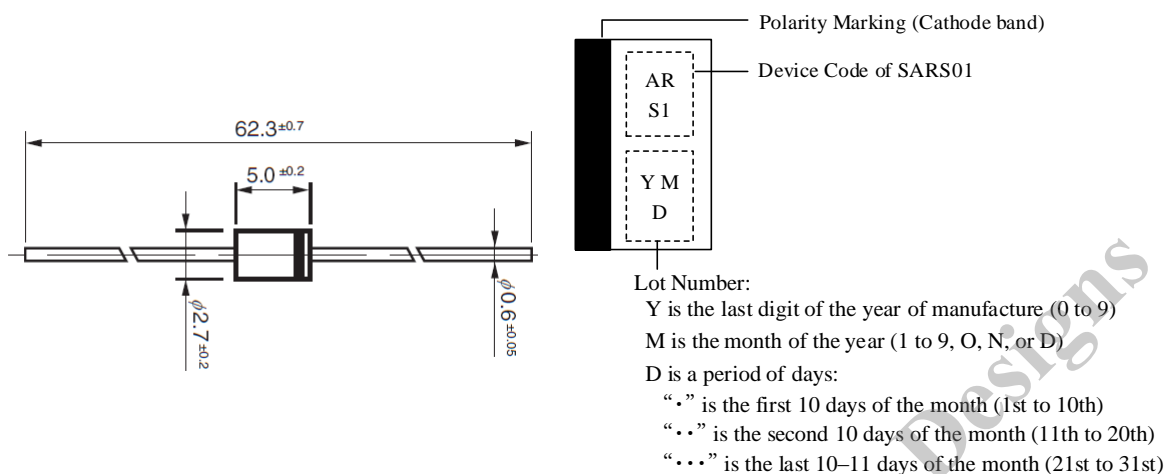 62.3±0.7
5.0 ±0.2
ϕ2.7±0.2
ϕ0.6±0.05
Polarity Marking (Cathode band)
Device Code of SARS01
AR
S1
Y M
D
Lot Number:
Y is the last digit of the year of manufacture (0 to 9)
M is the month of the year (1 to 9, O, N, or D)
D is a period of days:
“•” is the first 10 days of the month (1st to 10th)
“••” is the second 10 days of the month (11th to 20th)
“•••” is the last 10–11 days of the month (21st to 31st)
Designs